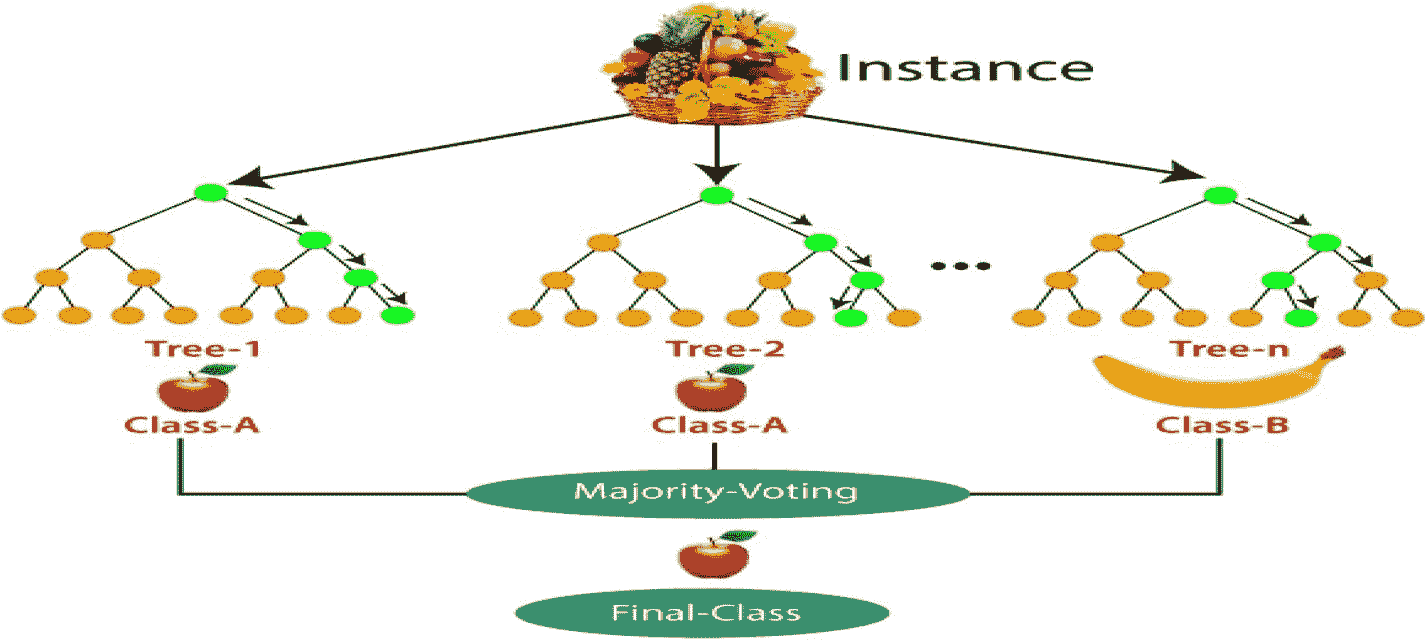 Instance
Tree-1
Tree-2
Tree-n
Class-A
Class-A
Class-B
Majority-Voting
Final-Class